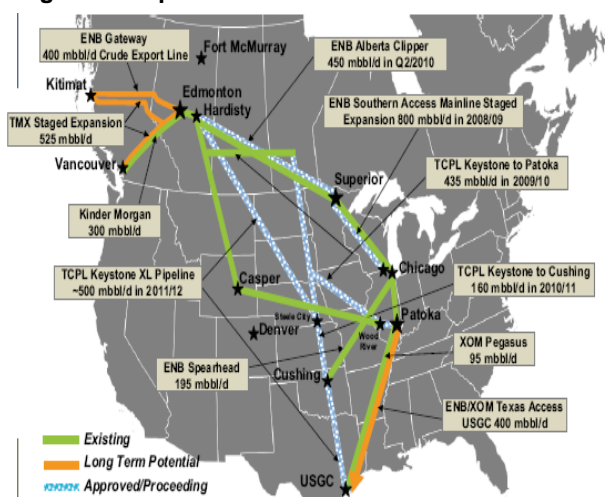 ENB Gateway
400 mbbl/d Crude Export Line
Fort McMurray
ENB Alberta Clipper
450 mbbl/d in Q2/2010
Kitimat
Edmonton
Hardisty
ENB Southern Access Mainline Staged
Expansion 800 mbbl/d in 2008/09
TMX Staged Expansion
525 mbbl/d
TCPL Keystone to Patoka
435 mbbl/d in 2009/10
Vancouver
Superior
Kinder Morgan
300 mbbl/d
TCPL Keystone XL Pipeline
~500 mbbl/d in 2011/12
Casper
Chicago
TCPL Keystone to Cushing
160 mbbl/d in 2010/11
Steele City
Denver
Wood
River
Patoka
XOM Pegasus
95 mbbl/d
ENB Spearhead
195 mbbl/d
Cushing
ENB/XOM Texas Access
USGC 400 mbbl/d
Existing
Long Term Potential
Approved/Proceeding
USGC